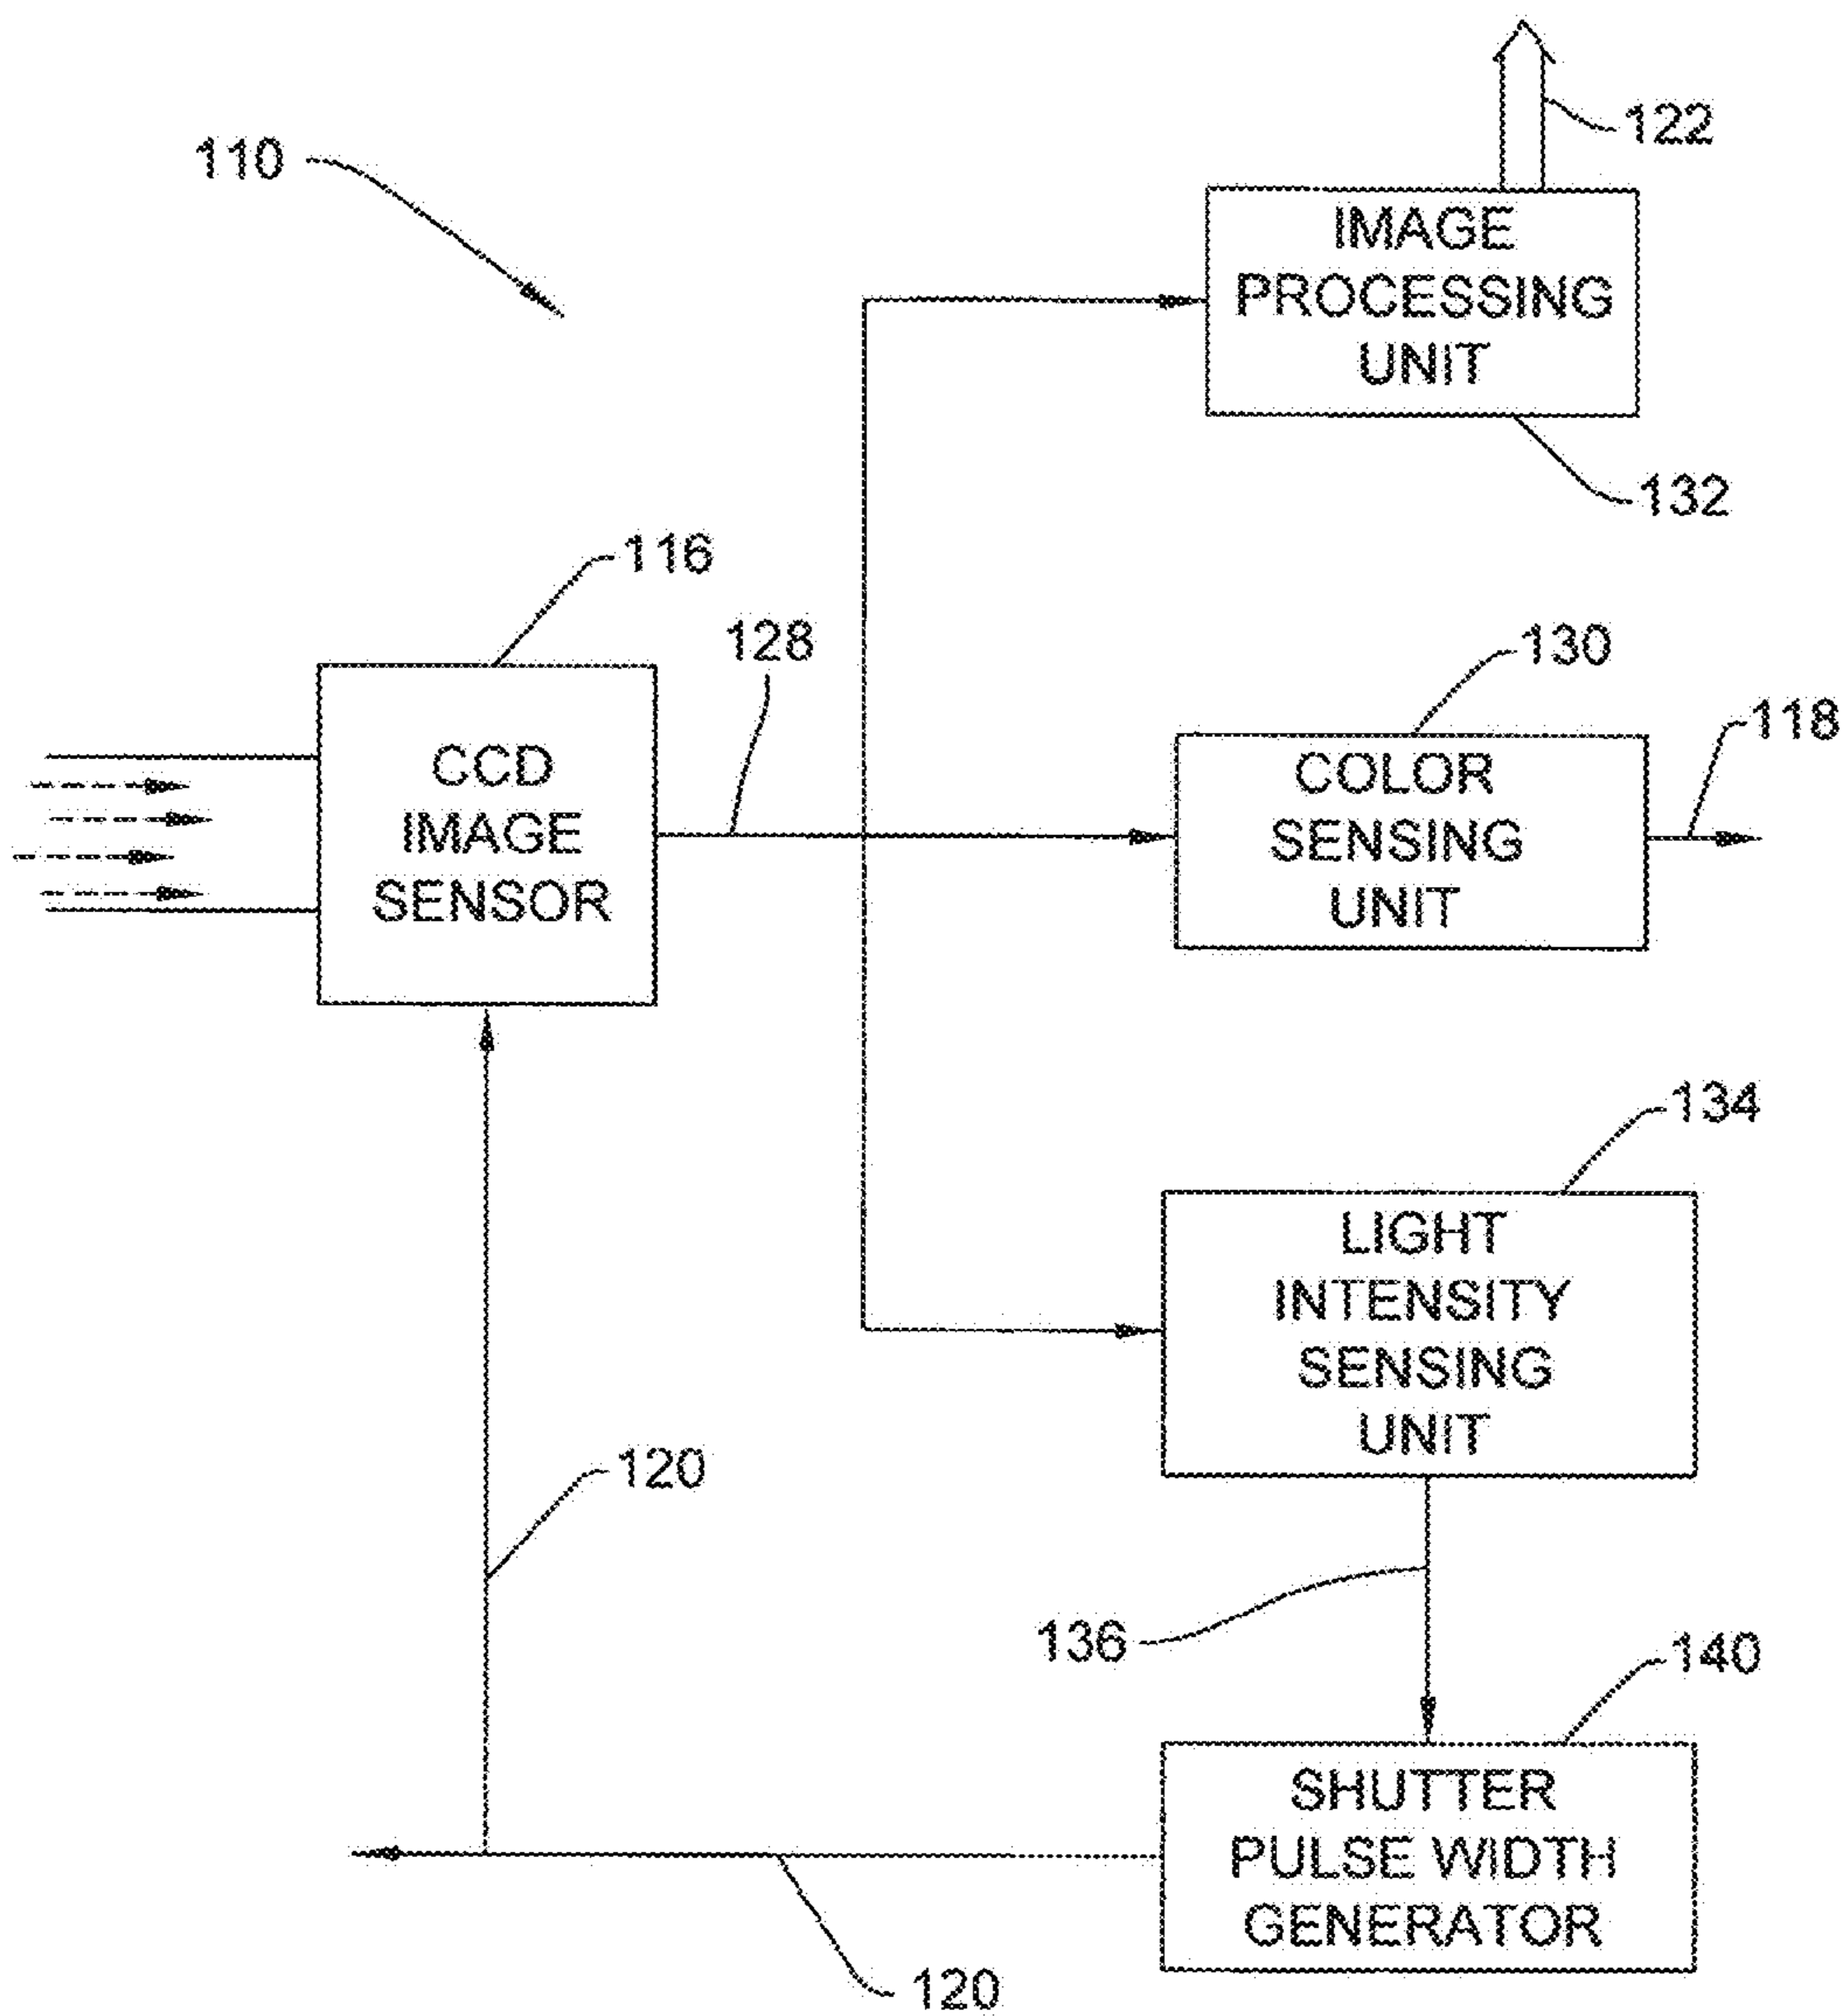 122
110
IMAGE
PROCESSING
UNIT
132
116
128
130
118
CCD
IMAGE
SENSOR
COLOR
SENSING
UNIT
134
LIGHT
INTENSITY
SENSING
UNIT
120
136
140
SHUTTER
PULSE WIDTH
GENERATOR
120